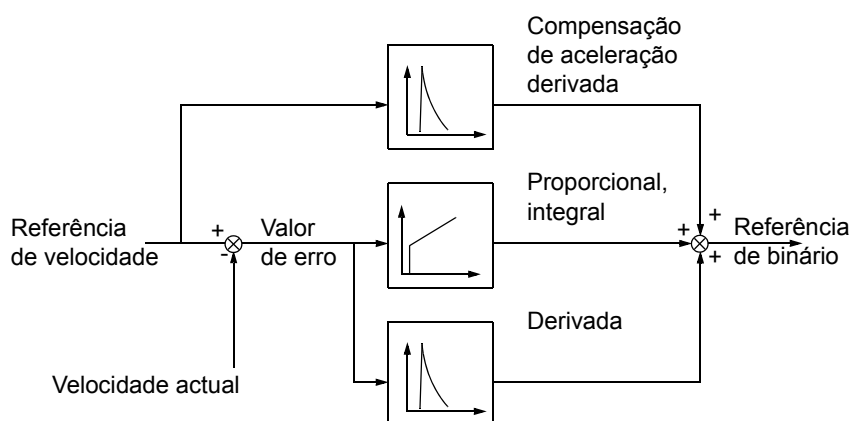 Compensação
de aceleração
derivada
Proporcional,
integral
Referência
de velocidade
+
-
Valor
de erro
+
+
+
Referência
de binário
Derivada
Velocidade actual